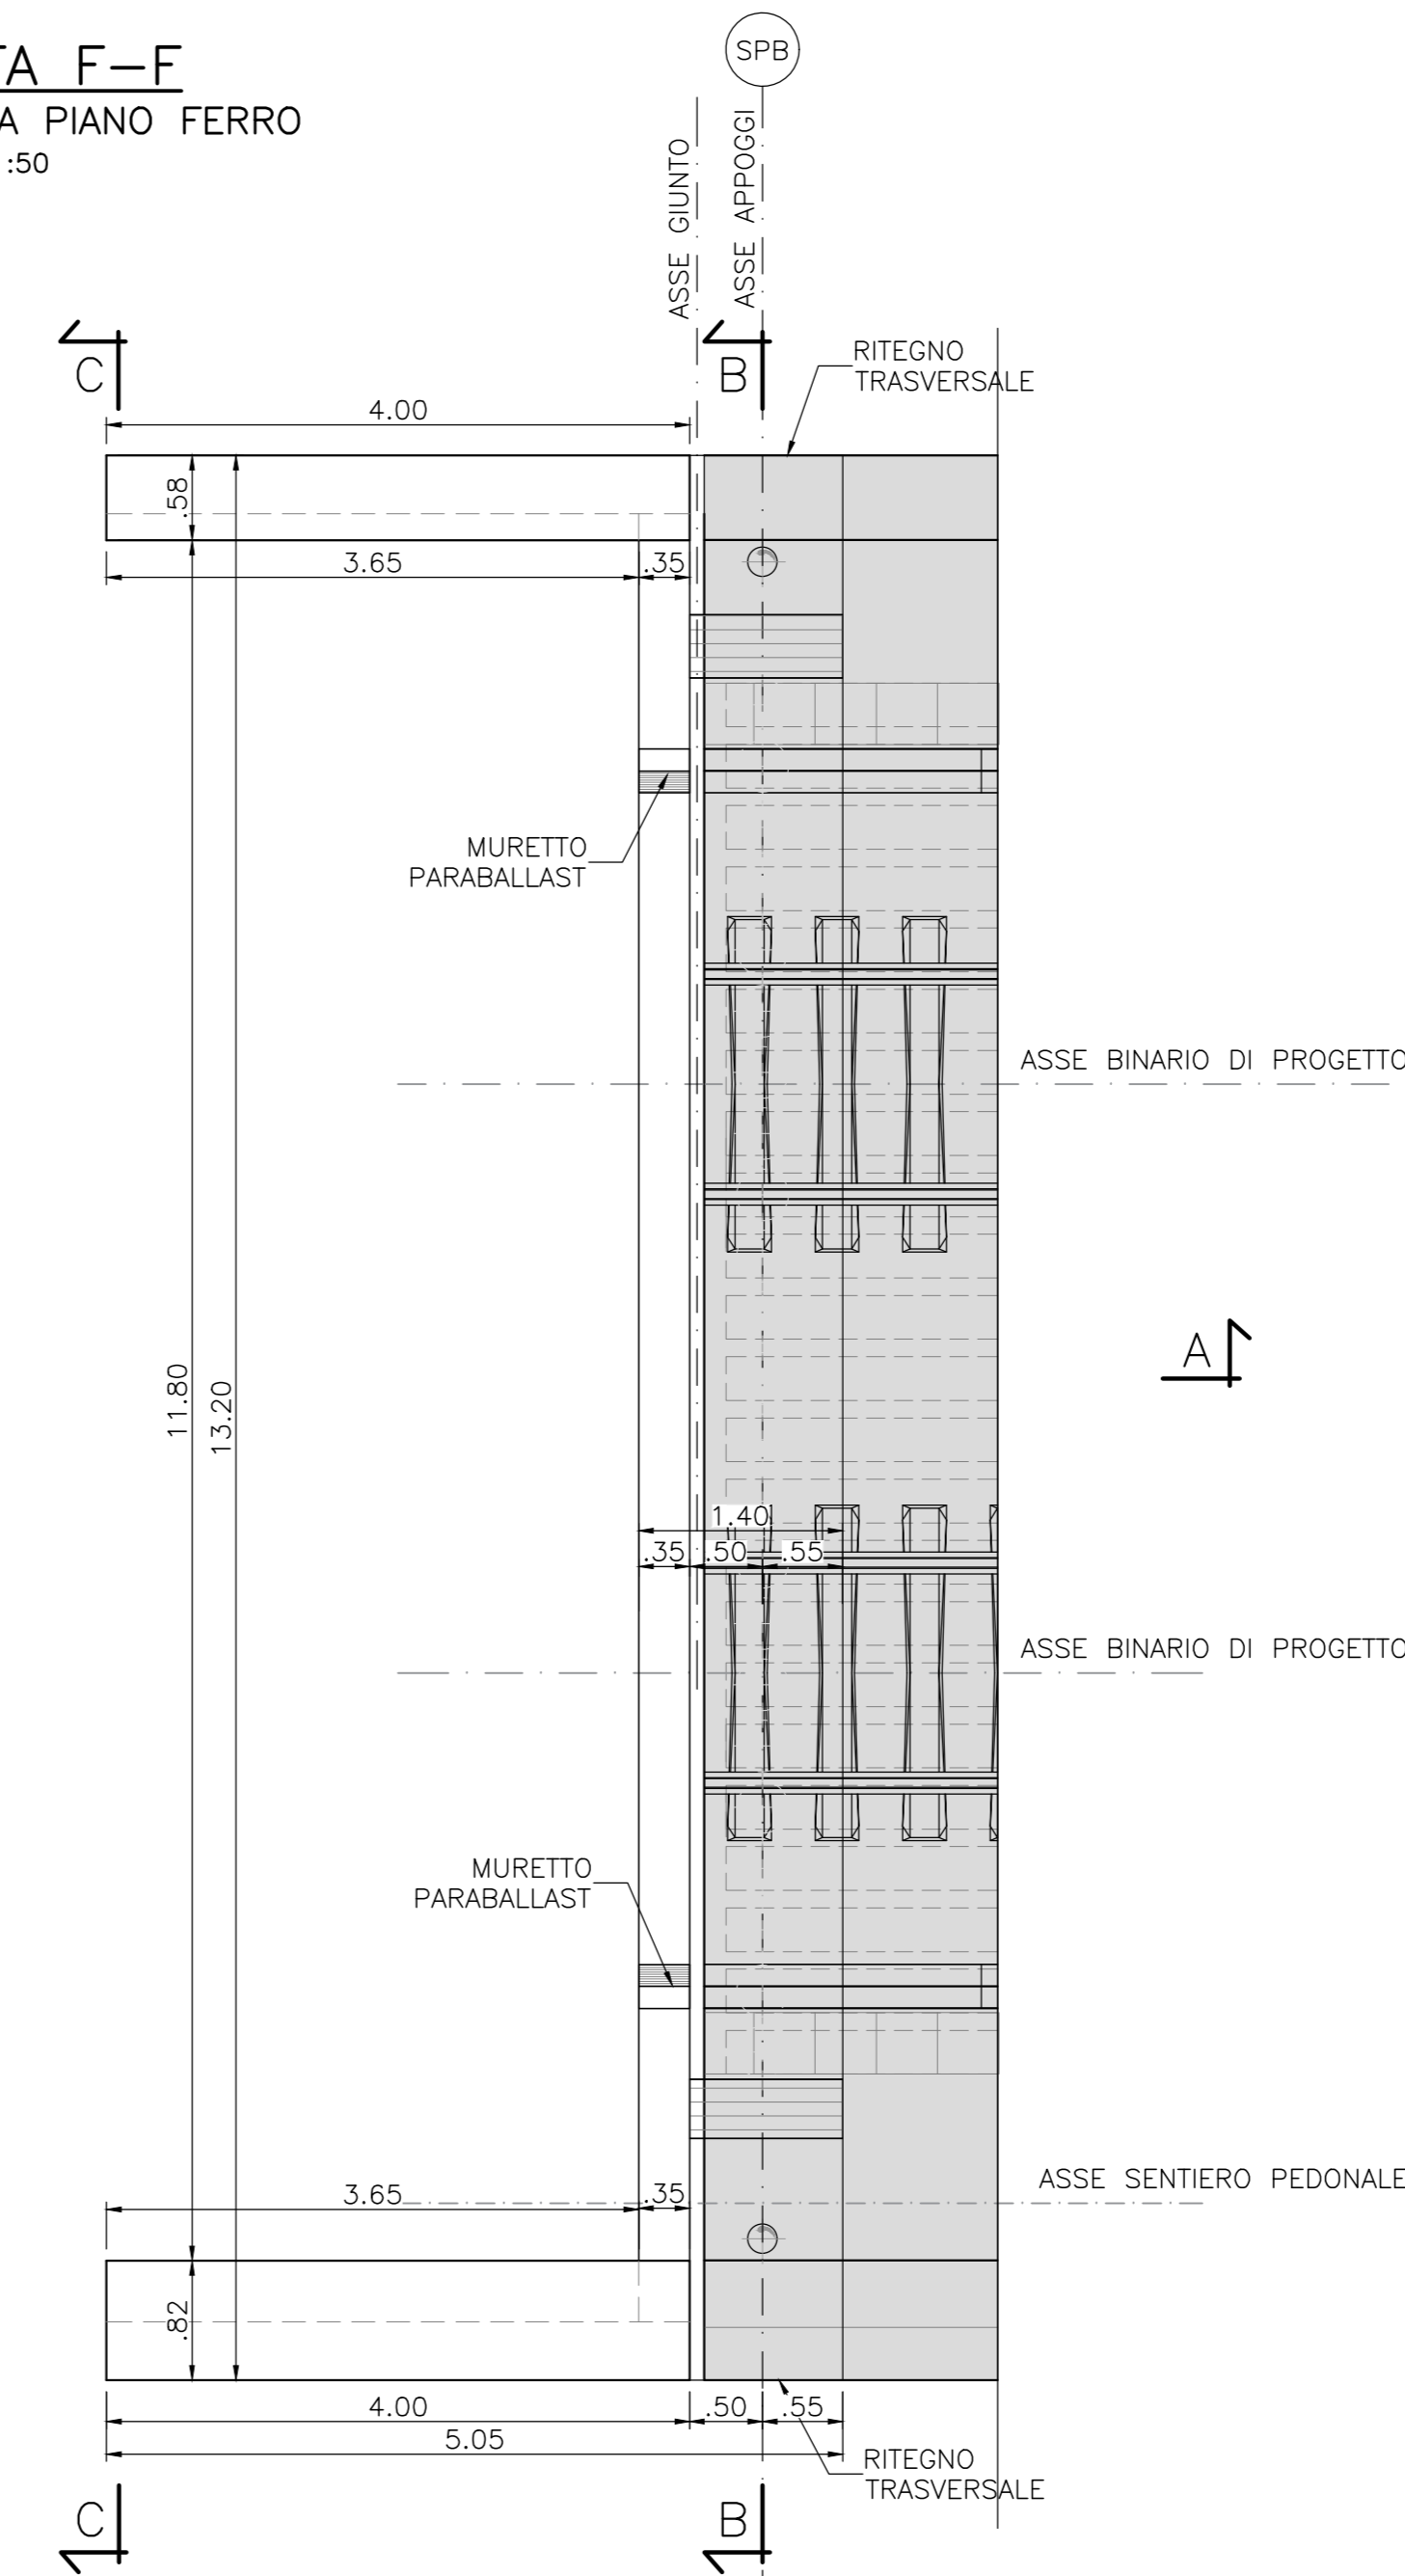 SPB
TA F-F
A PIANO FERRO
:50
ASSE GIUNTO
ASSE APPOGGI
C
B
RITEGNO
TRASVERSALE
4.00
.58
3.65
.35
MURETTO
PARABALLAST
ASSE BINARIO DI PROGETTO
A
11.80
13.20
1.40
.35
.50
.55
ASSE BINARIO DI PROGETTO
MURETTO
PARABALLAST
ASSE SENTIERO PEDONALE
3.65
.35
.82
4.00
.50
.55
5.05
RITEGNO
TRASVERSALE
C
B